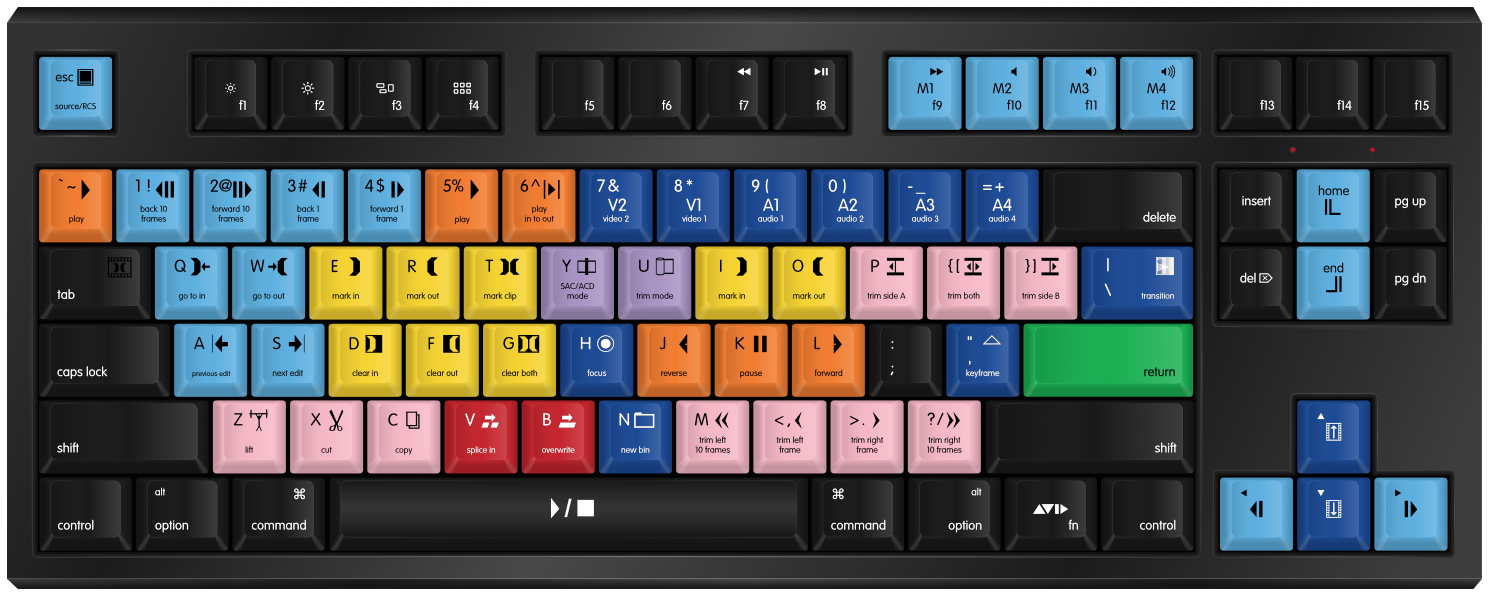 esc
source/RCS
f1
f2
f3
f4
f5
f6
f7
f8
M1
f9
M2
f10
M3
f11
M4
f12
f13
f14
f15
` ~
play
1 !
back 10
frames
2@
forward 10
frames
3 #
back 1
frame
4 $
forward 1
frame
5%
play
6 ^
play
in to out
7 &
V2
video 2
8 *
V1
video 1
9 (
A1
audio 1
0 )
A2
audio 2
- _
A3
audio 3
= +
A4
audio 4
delete
insert
home
pg up
tab
Q
go to in
W
go to out
E
mark in
R
mark out
T
mark clip
Y
SAC/ACD
mode
U
trim mode
I
mark in
O
mark out
P
trim side A
{ [
trim both
} ]
trim side B
|
\
transition
del
end
pg dn
caps lock
A
previous edit
S
next edit
D
clear in
F
clear out
G
clear both
H
focus
J
reverse
K
pause
L
forward
:
;
"
'
keyframe
return
shift
Z
lift
X
cut
C
copy
V
splice in
B
overwrite
N
new bin
M
trim left
10 frames
< ,
trim left
frame
> .
trim right
frame
? /
trim right
10 frames
shift
control
alt
option
⌘
command
/
⌘
command
alt
option
fn
control